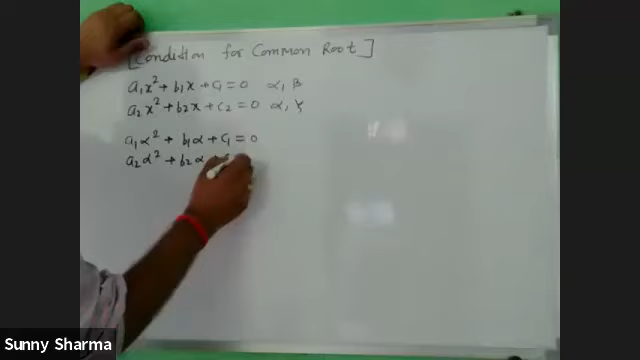 [Condition for Common Root]
a₁x² + b₁x + c₁ = 0 α, β
a₂x² + b₂x + c₂ = 0 α, γ
a₁α² + b₁α + c₁ = 0
a₂α² + b₂α +
Sunny Sharma